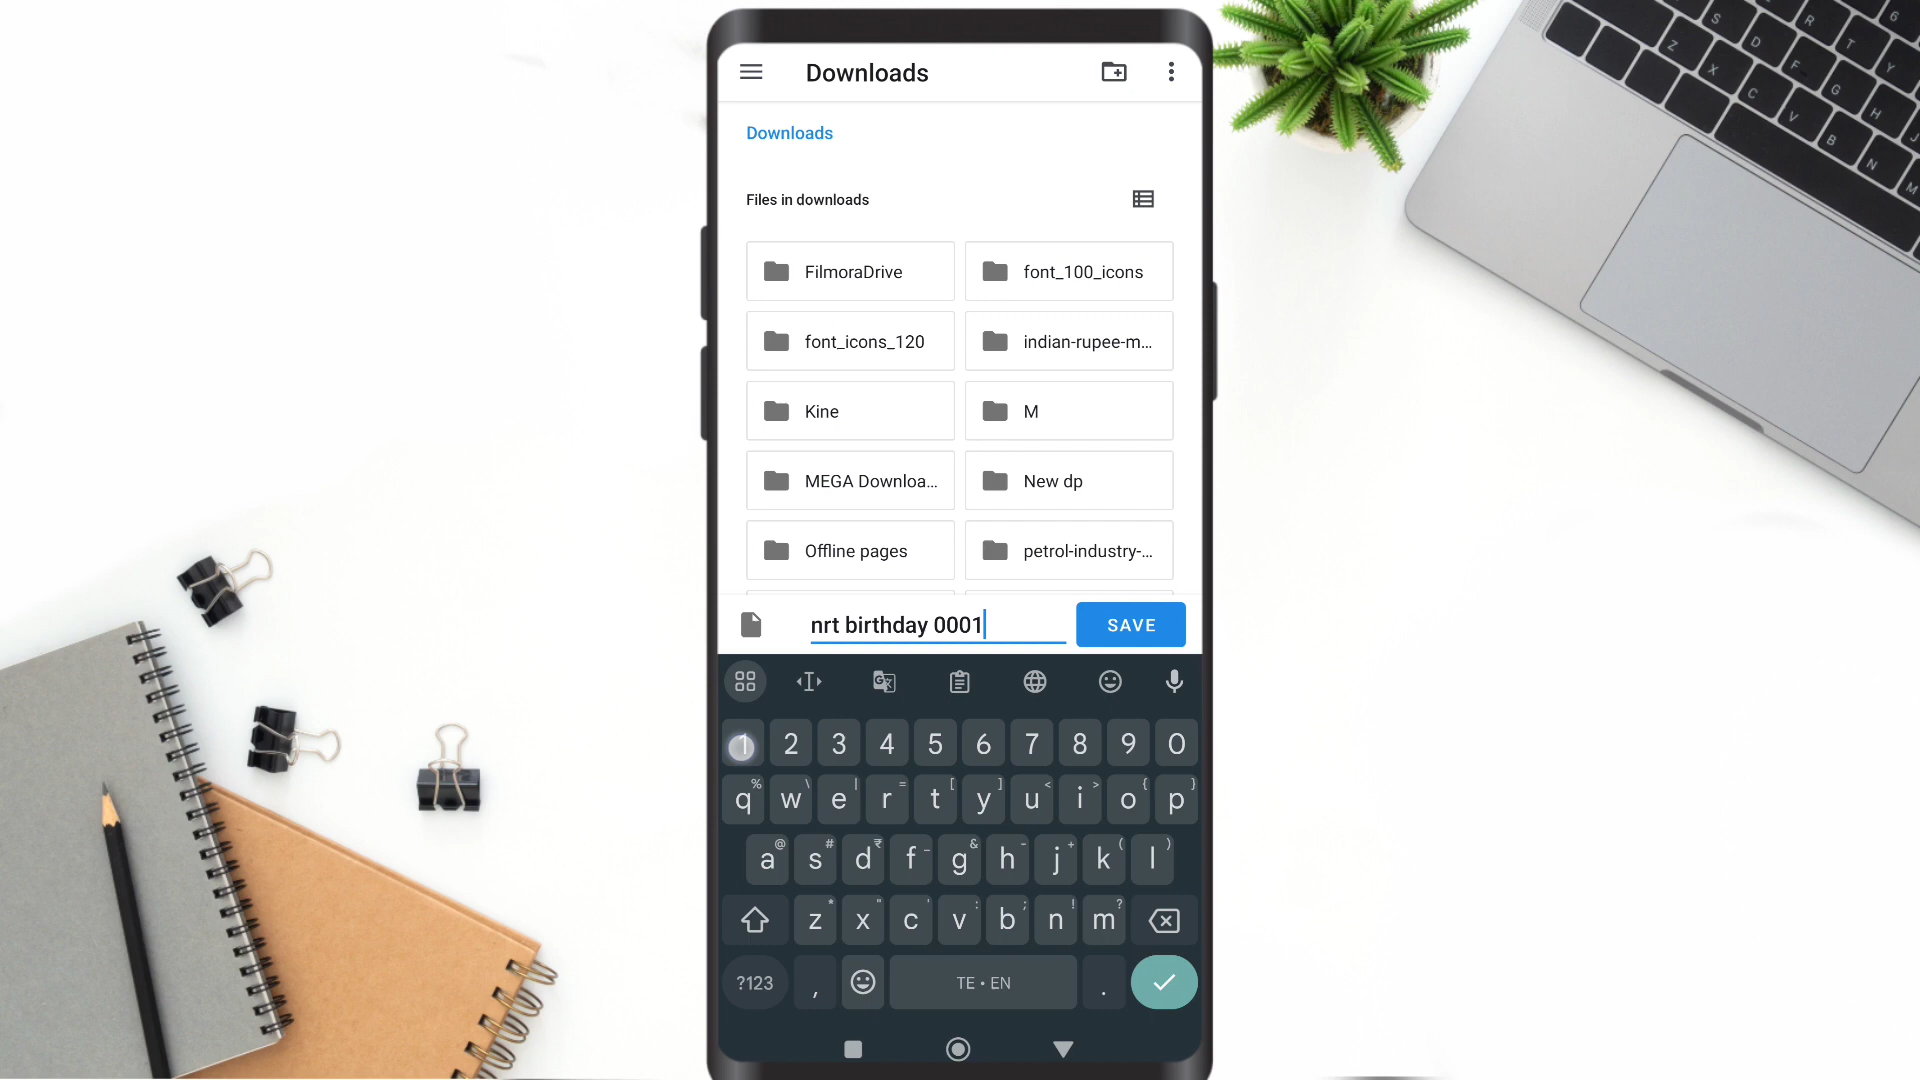 Downloads
Downloads
Files in downloads
FilmoraDrive font_100_icons
font_icons_120 indian-rupee-m...
Kine M
MEGA Downloa... New dp
Offline pages petrol-industry-...
nrt birthday 0001 SAVE
1 2 3 4 5 6 7 8 9 0
q % w \ e | r = t [ y ] u < i > o { p }
a @ s # d ₹ f _ g & h - j + k ( l )
z * x " c ' v : b ; n ! m ?
?123 , TE • EN .
S D F G H J
Z X C V B N M
R T Y 6